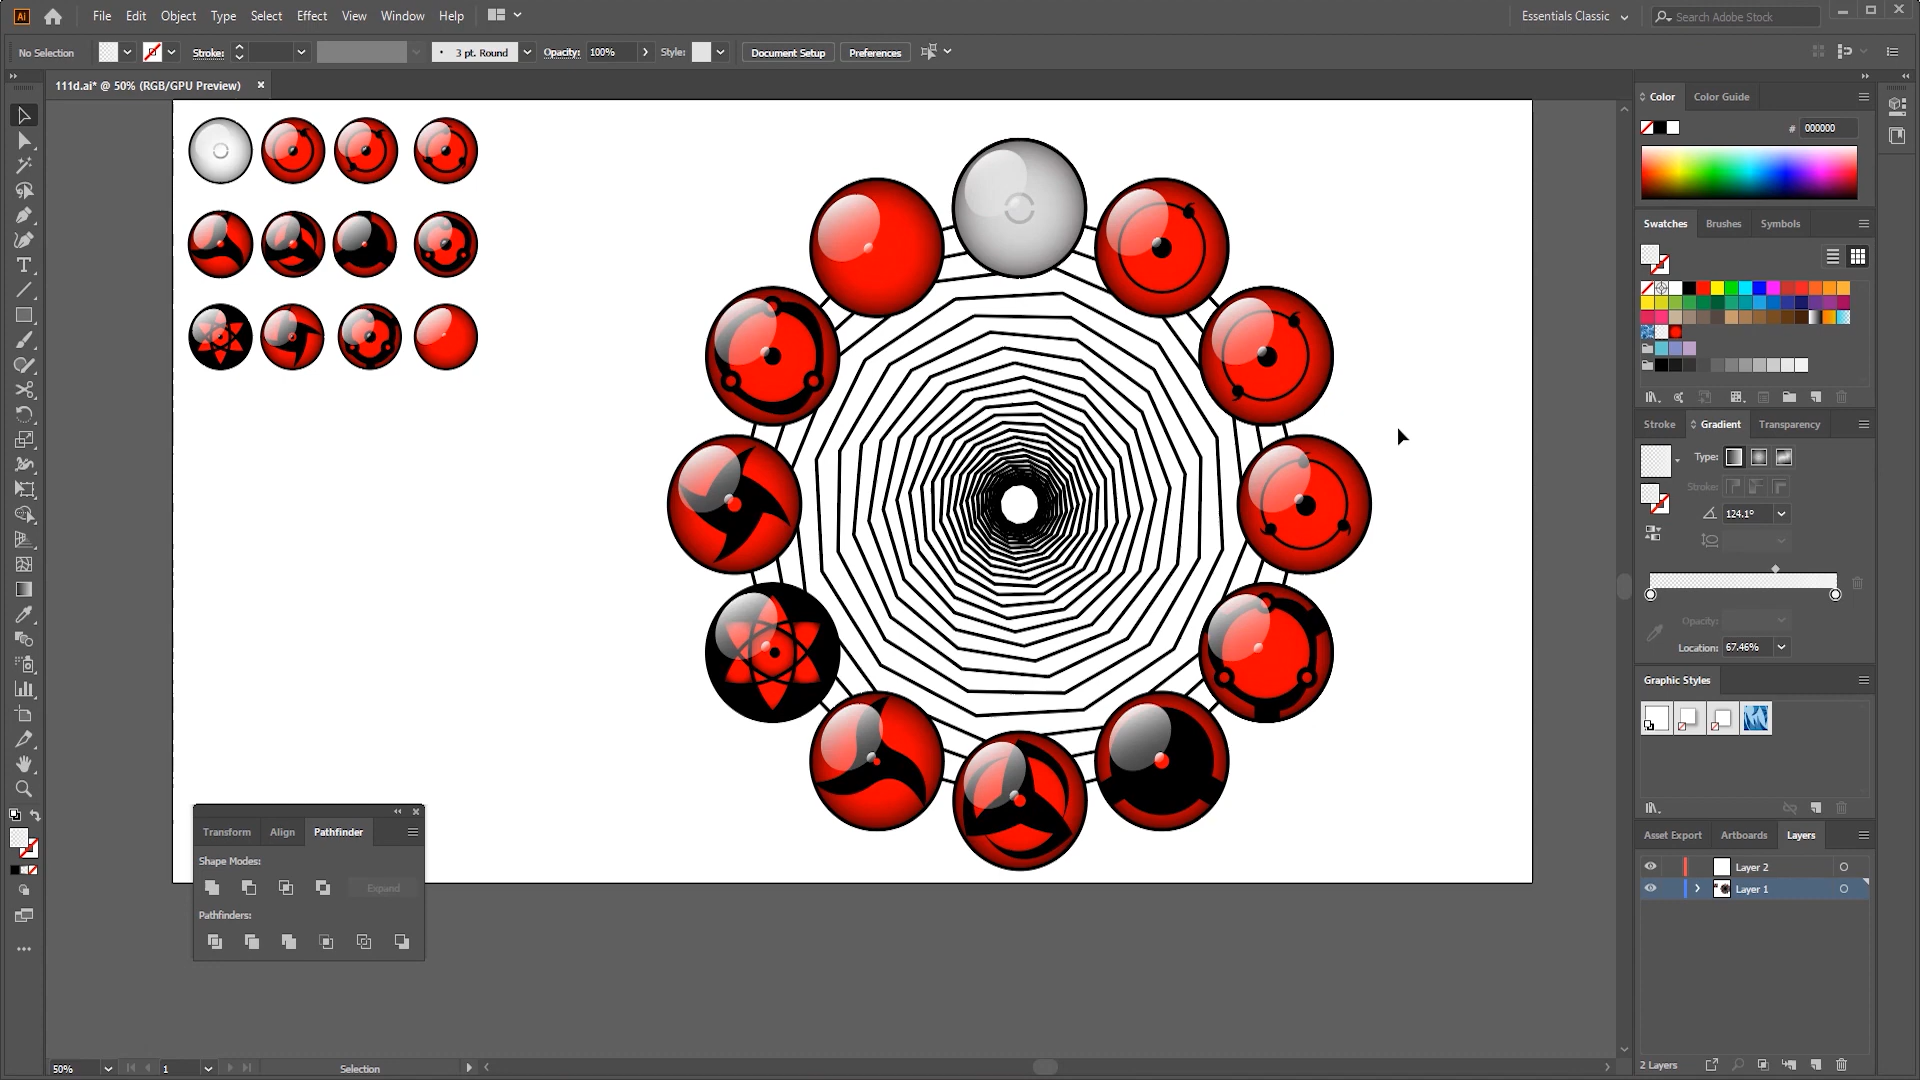 Ai File Edit Object Type Select Effect View Window Help Essentials Classic Search Adobe Stock
No Selection Stroke: 3 pt. Round Opacity: 100% Style: Document Setup Preferences
111d.ai* @ 50% (RGB/GPU Preview)
Color Color Guide
# 000000
Swatches Brushes Symbols
Stroke Gradient Transparency
Type:
Stroke:
124.1°
Opacity:
Location: 67.46%
Graphic Styles
Transform Align Pathfinder
Shape Modes:
Expand
Pathfinders:
Asset Export Artboards Layers
Layer 2
Layer 1
50% 1 Selection
2 Layers